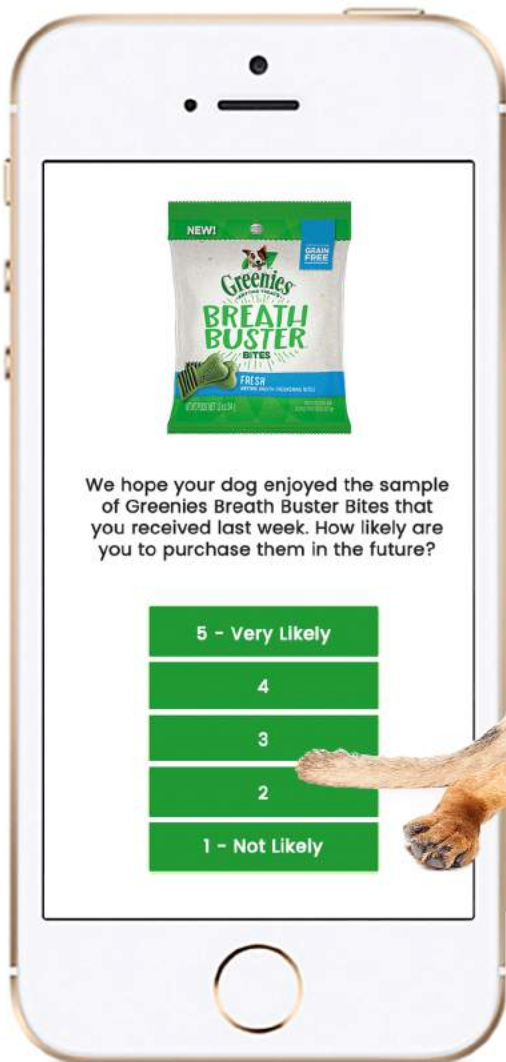 NEW!
GRAIN
FREE
Greenies
BREATH
BUSTER
BITES
FRESH
We hope your dog enjoyed the sample
of Greenies Breath Buster Bites that
you received last week. How likely are
you to purchase them in the future?
5 - Very Likely
4
3
2
1 - Not Likely